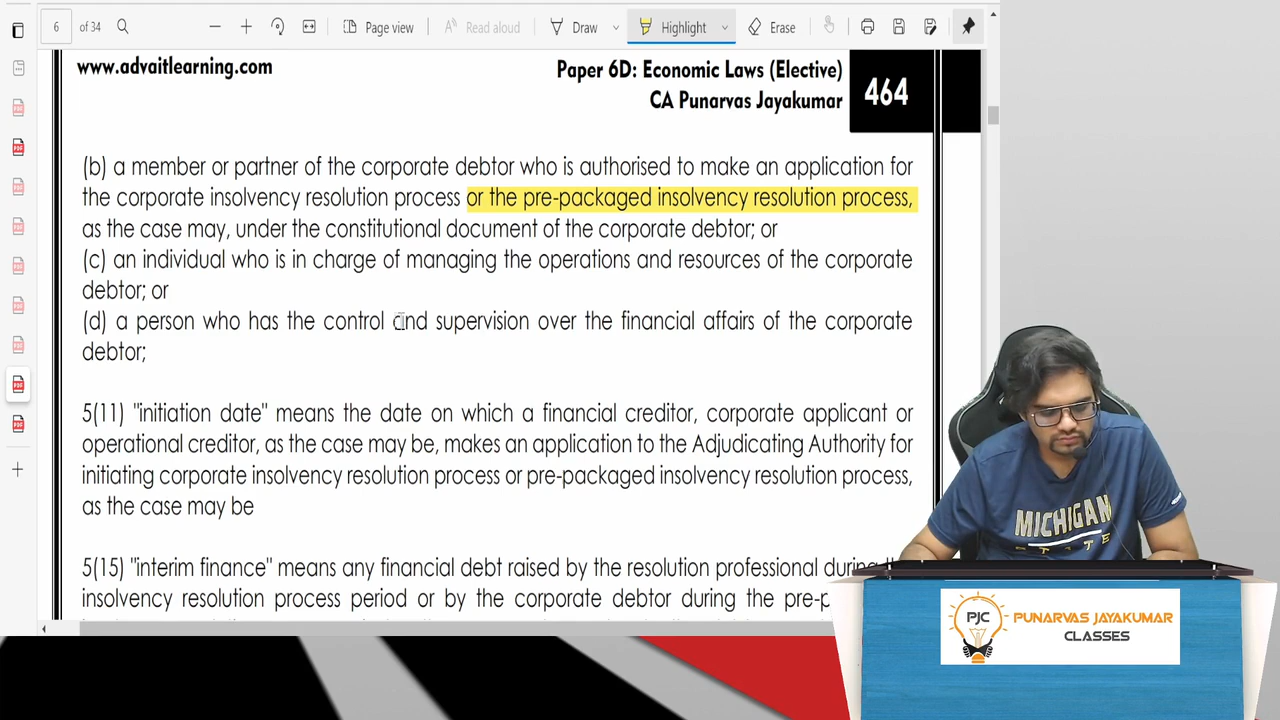 6 of 34 Page view Read aloud Draw Highlight Erase
www.advaitlearning.com
Paper 6D: Economic Laws (Elective)
CA Punarvas Jayakumar
464
(b) a member or partner of the corporate debtor who is authorised to make an application for
the corporate insolvency resolution process or the pre-packaged insolvency resolution process,
as the case may, under the constitutional document of the corporate debtor; or
(c) an individual who is in charge of managing the operations and resources of the corporate
debtor; or
(d) a person who has the control and supervision over the financial affairs of the corporate
debtor;
5(11) "initiation date" means the date on which a financial creditor, corporate applicant or
operational creditor, as the case may be, makes an application to the Adjudicating Authority for
initiating corporate insolvency resolution process or pre-packaged insolvency resolution process,
as the case may be
5(15) "interim finance" means any financial debt raised by the resolution professional during
insolvency resolution process period or by the corporate debtor during the
MICHIGAN
STATE
PJC
PUNARVAS JAYAKUMAR
CLASSES